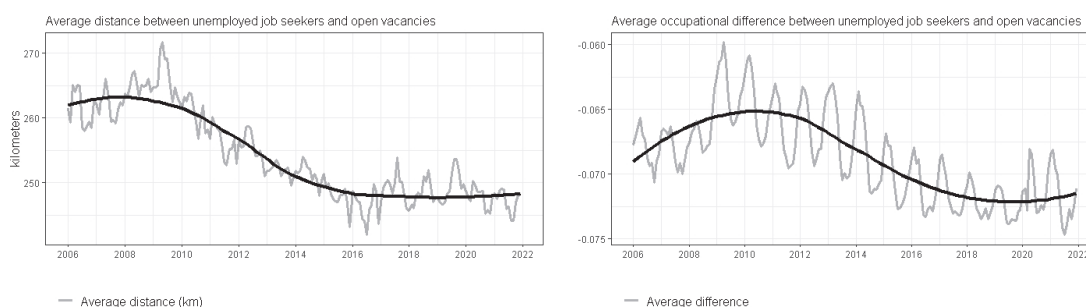 Average distance between unemployed job seekers and open vacancies
270
260
250
kilometers
2006 2008 2010 2012 2014 2016 2018 2020 2022
Average distance (km)
Average occupational difference between unemployed job seekers and open vacancies
-0.060
-0.065
-0.070
-0.075
2006 2008 2010 2012 2014 2016 2018 2020 2022
Average difference